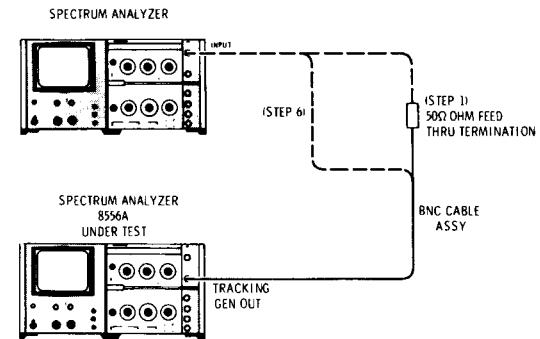 SPECTRUM ANALYZER
INPUT
(STEP 6)
(STEP 1)
50Ω OHM FEED
THRU TERMINATION
SPECTRUM ANALYZER
8556A
UNDER TEST
BNC CABLE
ASSY
TRACKING
GEN OUT